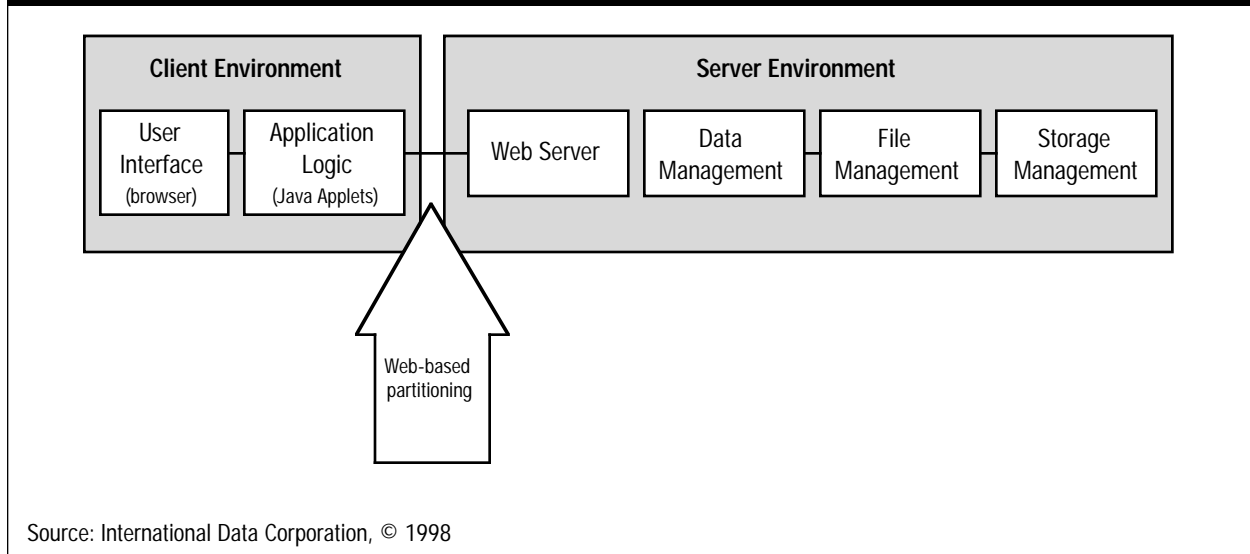 Client Environment
Server Environment
User
Interface
(browser)
Application
Logic
(Java Applets)
Web Server
Data
Management
File
Management
Storage
Management
Web-based
partitioning
Source: International Data Corporation, © 1998